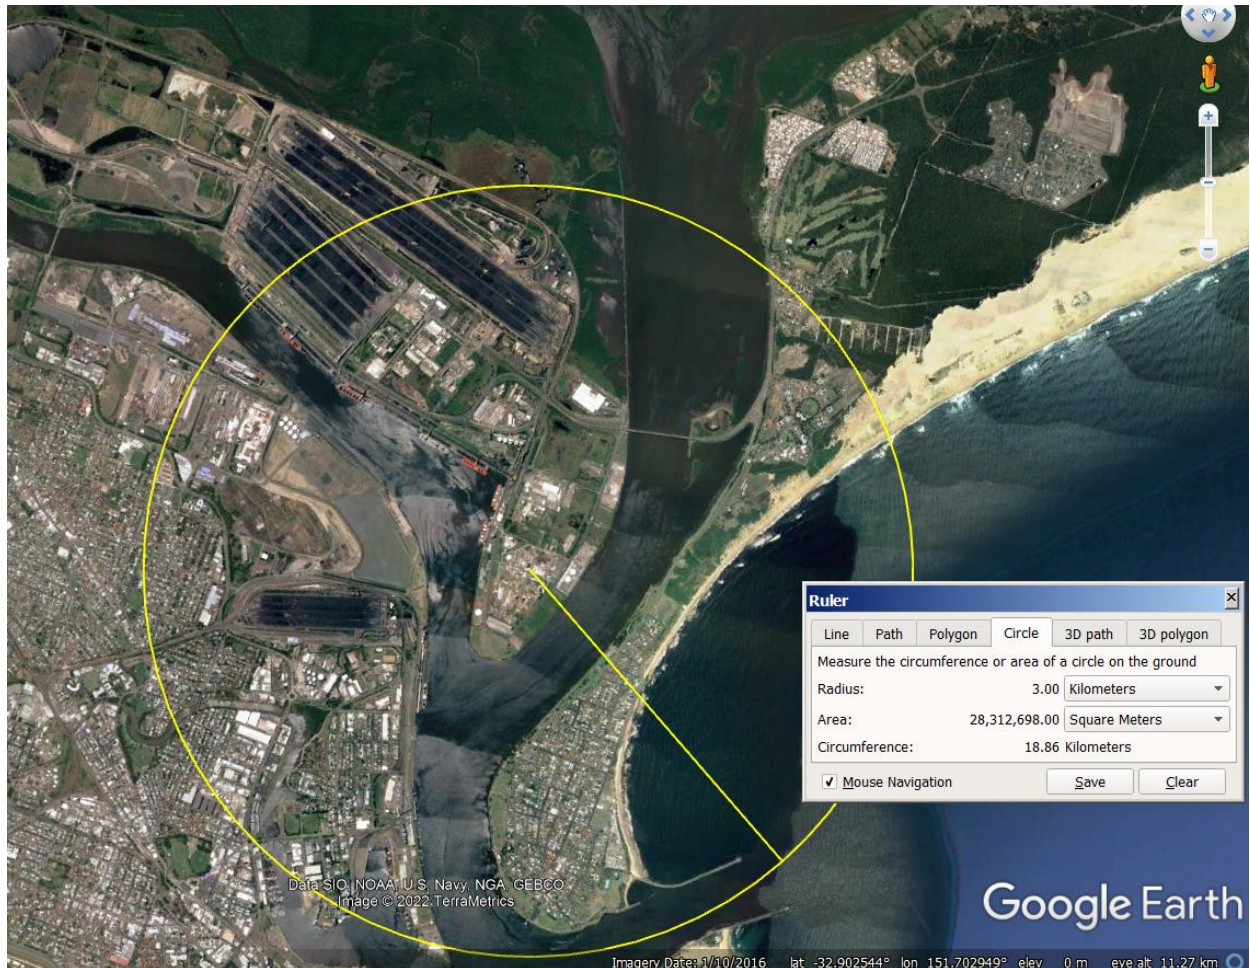 Ruler
Line Path Polygon Circle 3D path 3D polygon
Measure the circumference or area of a circle on the ground
Radius: 3.00 Kilometers
Area: 28,312,698.00 Square Meters
Circumference: 18.86 Kilometers
Mouse Navigation Save Clear
Data SIO, NOAA, U.S. Navy, NGA, GEBCO
Image © 2022 TerraMetrics
Google Earth
Imagery Date: 1/10/2016 lat -32.902544° lon 151.702949° elev 0 m eye alt 11.27 km